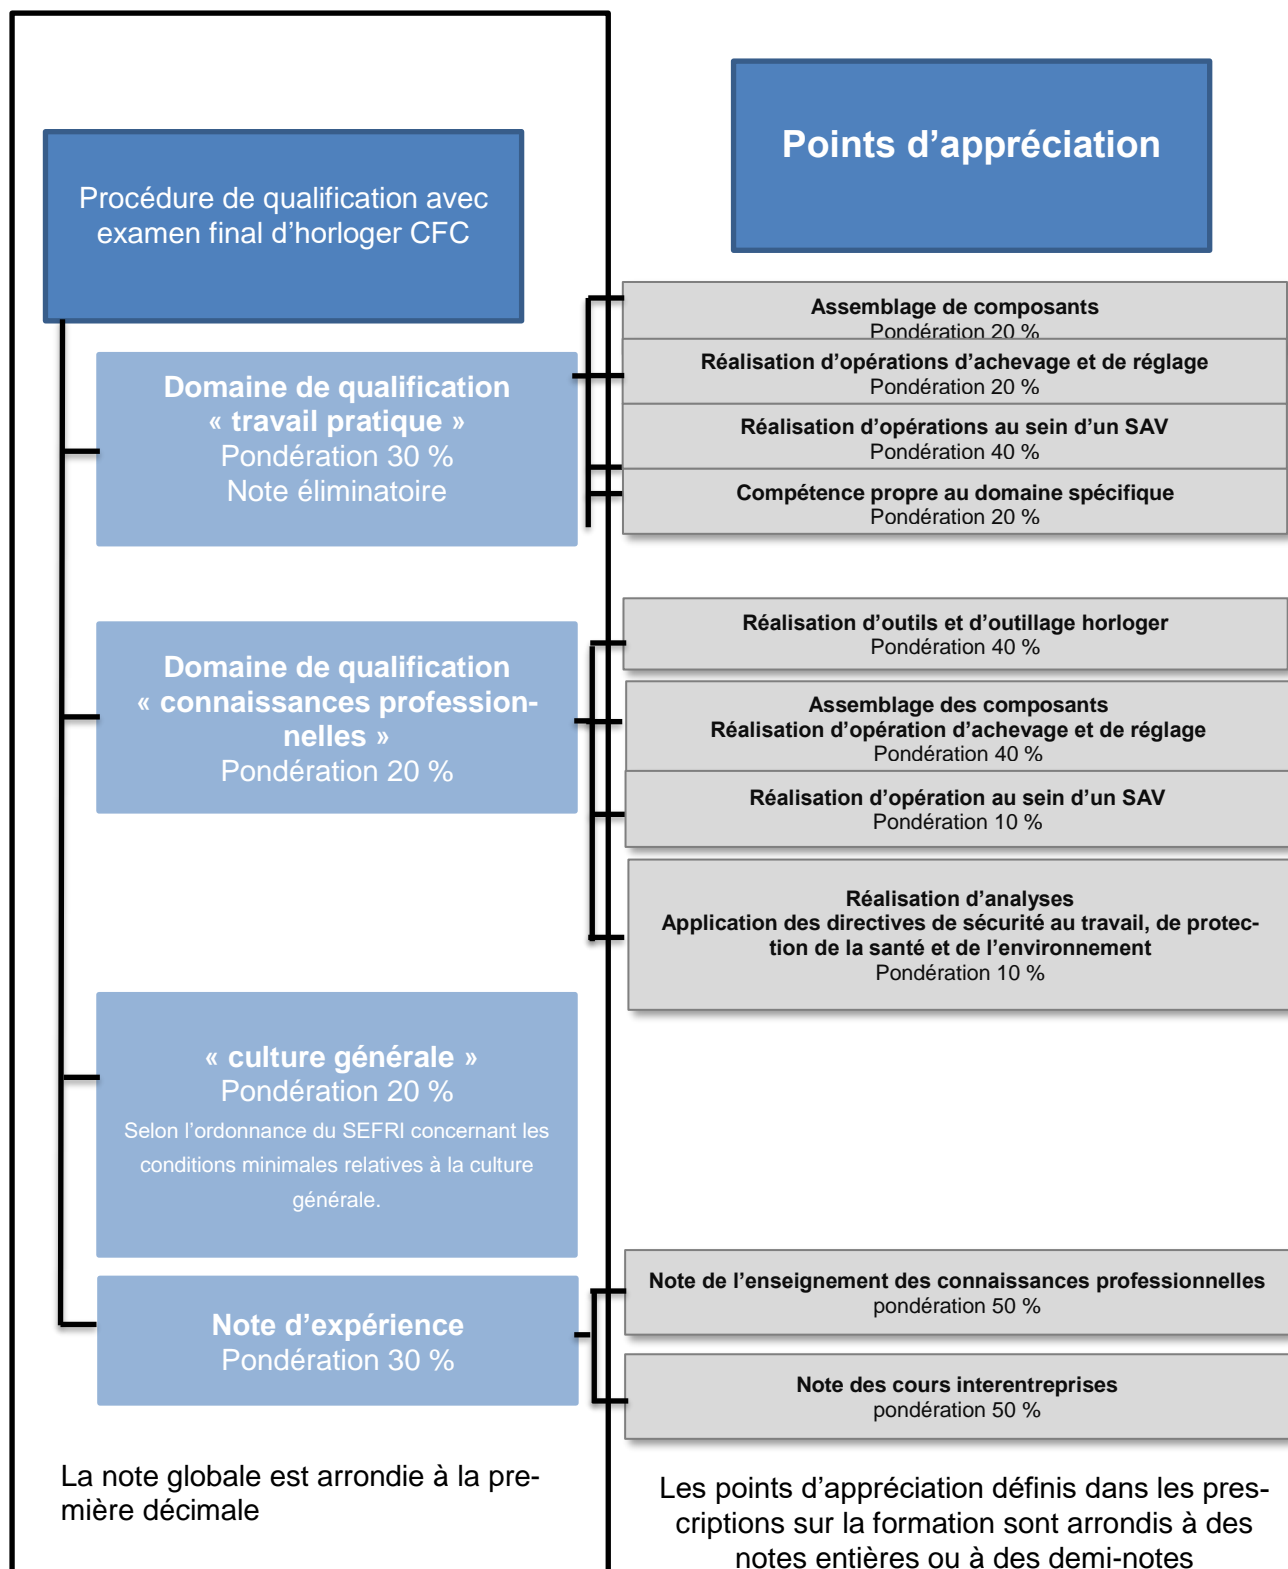 Procédure de qualification avec
examen final d’horloger CFC
Points d’appréciation
Domaine de qualification
« travail pratique »
Pondération 30 %
Note éliminatoire
Assemblage de composants
Pondération 20 %
Réalisation d’opérations d’achevage et de réglage
Pondération 20 %
Réalisation d’opérations au sein d’un SAV
Pondération 40 %
Compétence propre au domaine spécifique
Pondération 20 %
Domaine de qualification
« connaissances profession-
nelles »
Pondération 20 %
Réalisation d’outils et d’outillage horloger
Pondération 40 %
Assemblage des composants
Réalisation d’opération d’achevage et de réglage
Pondération 40 %
Réalisation d’opération au sein d’un SAV
Pondération 10 %
Réalisation d’analyses
Application des directives de sécurité au travail, de protec-
tion de la santé et de l’environnement
Pondération 10 %
« culture générale »
Pondération 20 %
Selon l’ordonnance du SEFRI concernant les
conditions minimales relatives à la culture
générale.
Note d’expérience
Pondération 30 %
Note de l’enseignement des connaissances professionnelles
pondération 50 %
Note des cours interentreprises
pondération 50 %
La note globale est arrondie à la pre-
mière décimale
Les points d’appréciation définis dans les pres-
criptions sur la formation sont arrondis à des
notes entières ou à des demi-notes